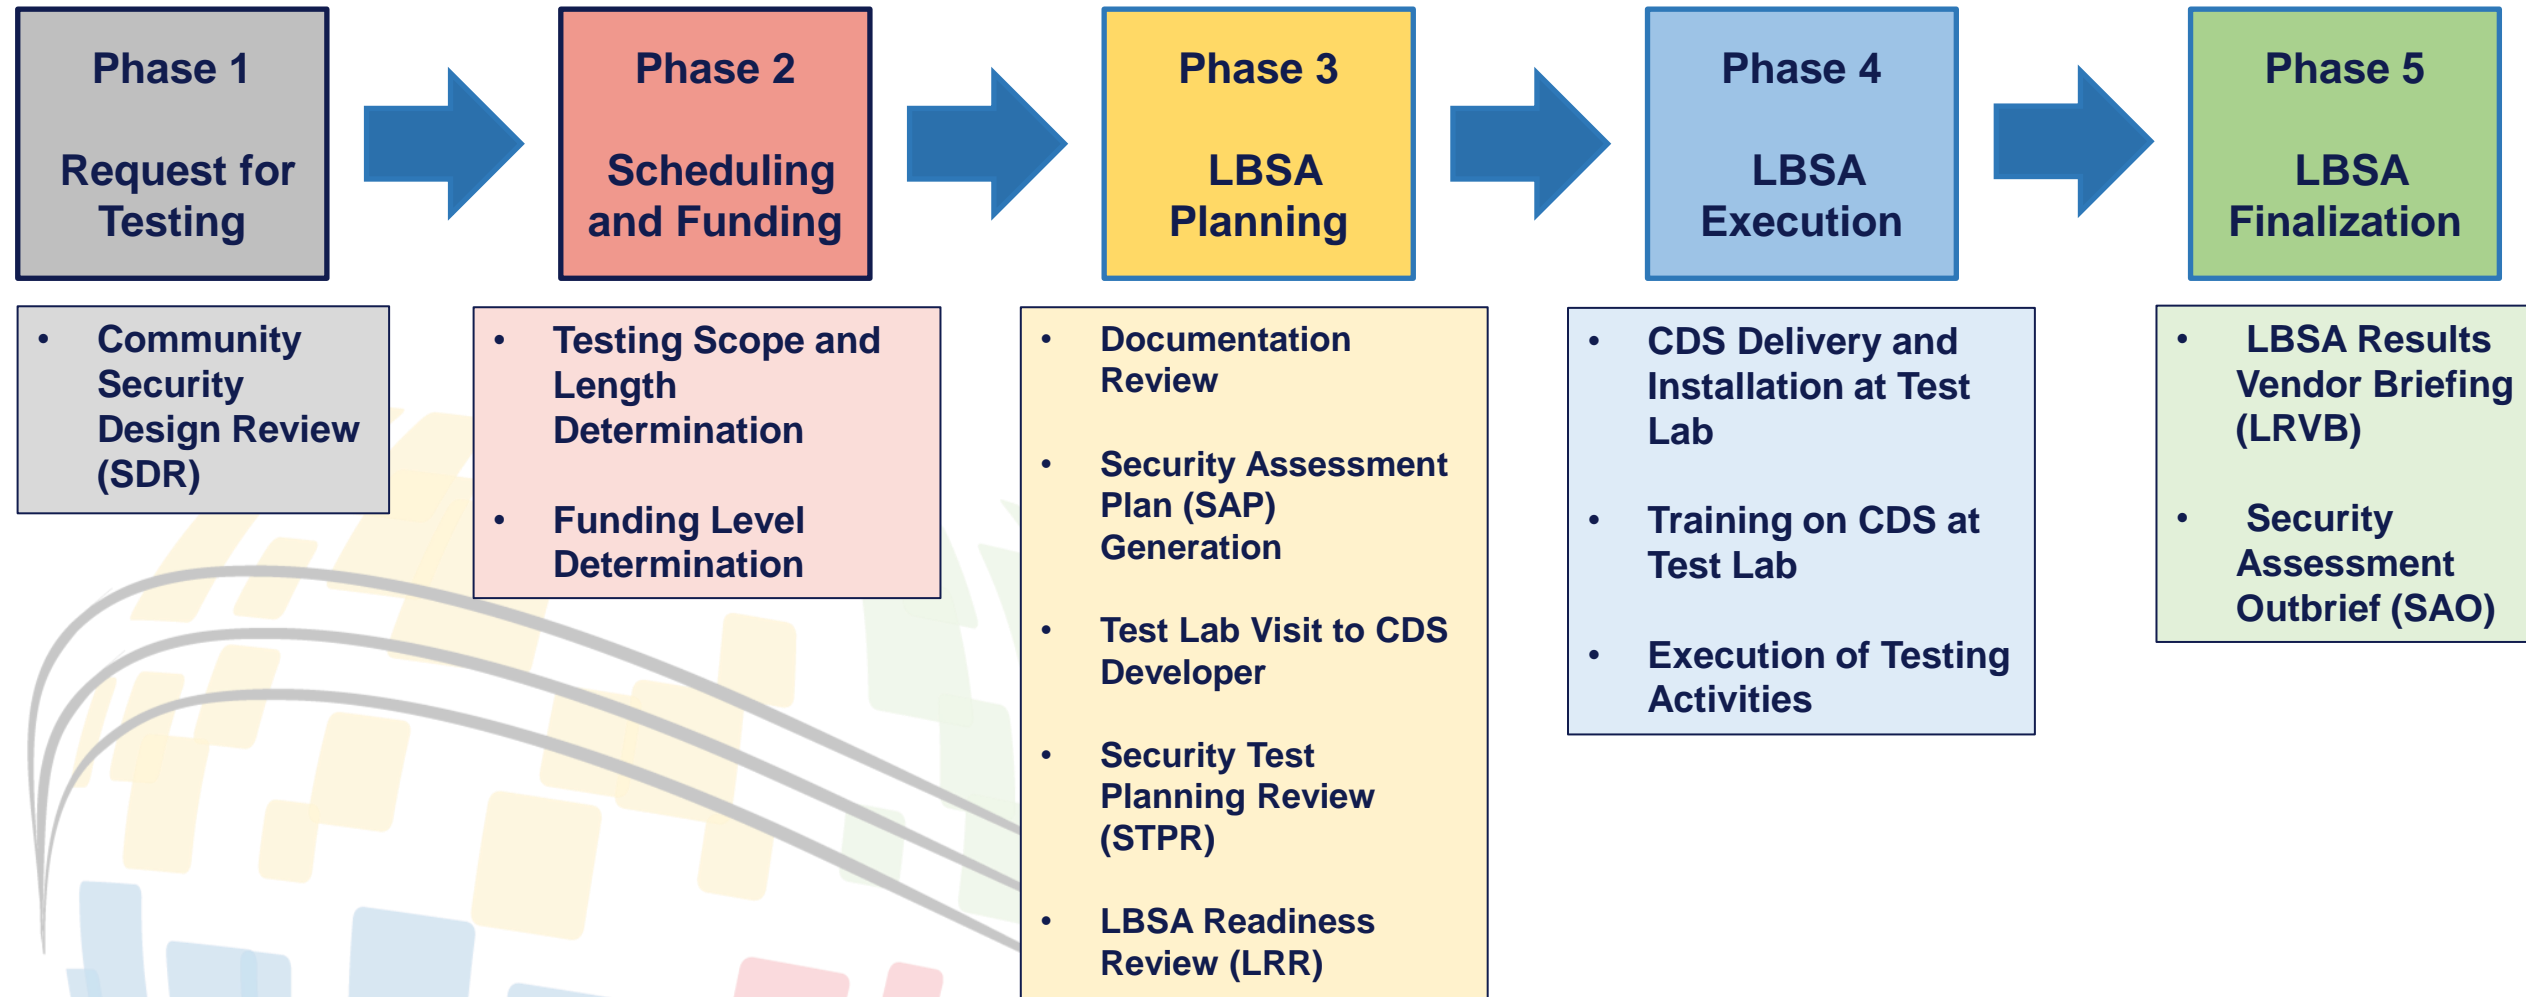 Phase 1
Request for
Testing
Phase 2
Scheduling
and Funding
Phase 3
LBSA
Planning
Phase 4
LBSA
Execution
Phase 5
LBSA
Finalization
• Community
Security
Design Review
(SDR)
• Testing Scope and
Length
Determination
• Funding Level
Determination
• Documentation
Review
• Security Assessment
Plan (SAP)
Generation
• Test Lab Visit to CDS
Developer
• Security Test
Planning Review
(STPR)
• LBSA Readiness
Review (LRR)
• CDS Delivery and
Installation at Test
Lab
• Training on CDS at
Test Lab
• Execution of Testing
Activities
• LBSA Results
Vendor Briefing
(LRVB)
• Security
Assessment
Outbrief (SAO)